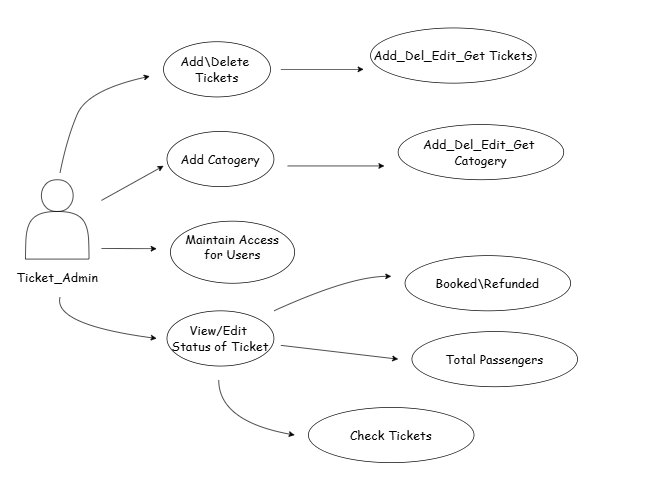 Add\Delete
Tickets
Add_Del_Edit_Get Tickets
Add Catogery
Add_Del_Edit_Get
Catogery
Maintain Access
for Users
Ticket_Admin
Booked\Refunded
View/Edit
Status of Ticket
Total Passengers
Check Tickets